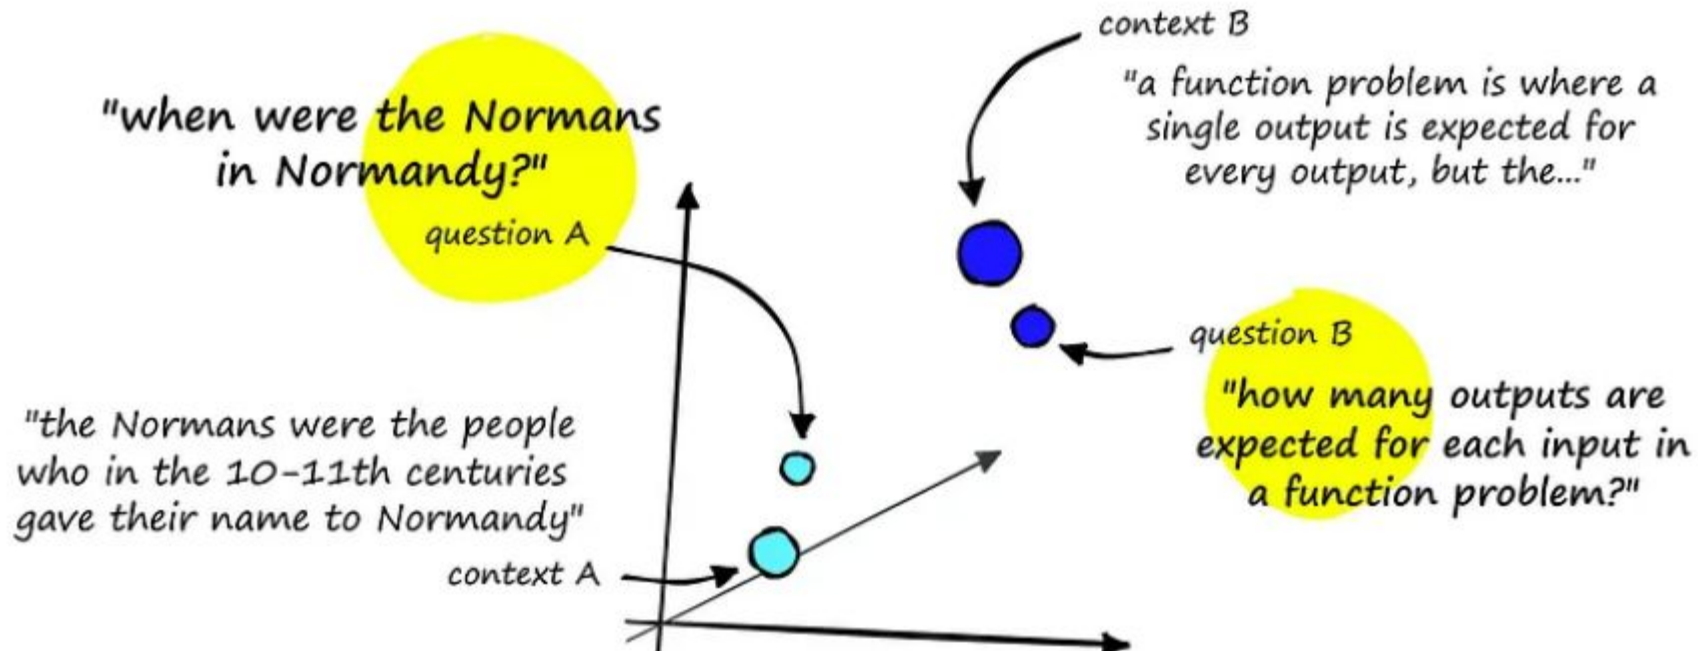 context B
"a function problem is where a
single output is expected for
every output, but the..."
"when were the Normans
in Normandy?"
question A
question B
"how many outputs are
expected for each input in
a function problem?"
"the Normans were the people
who in the 10-11th centuries
gave their name to Normandy"
context A